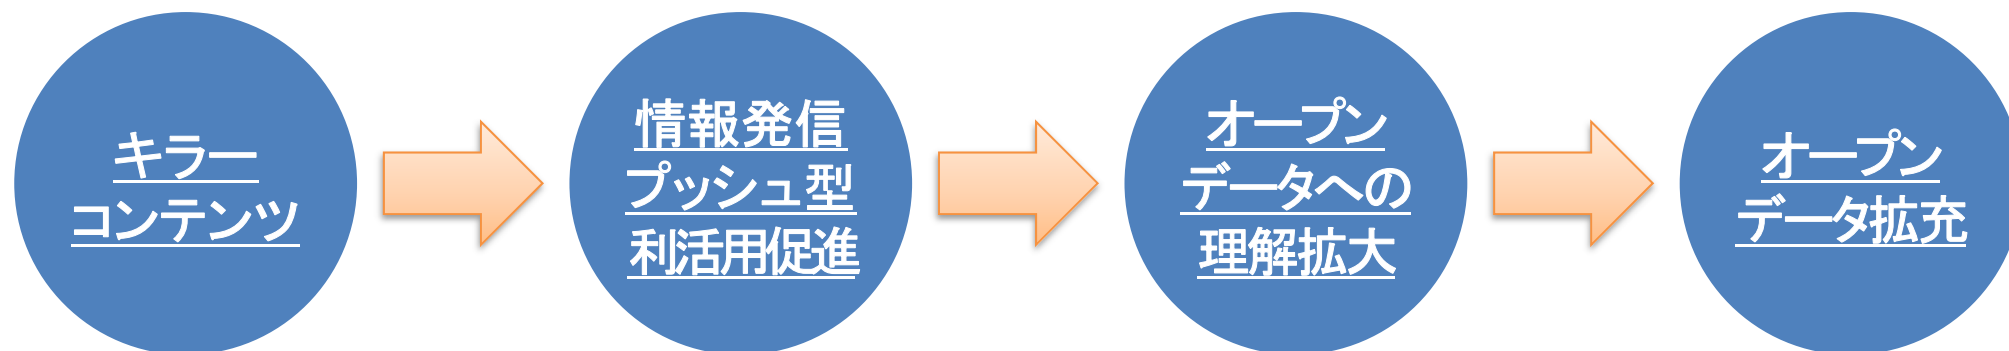 キラー
コンテンツ
情報発信
プッシュ型
利活用促進
オープン
データへの
理解拡大
オープン
データ拡充